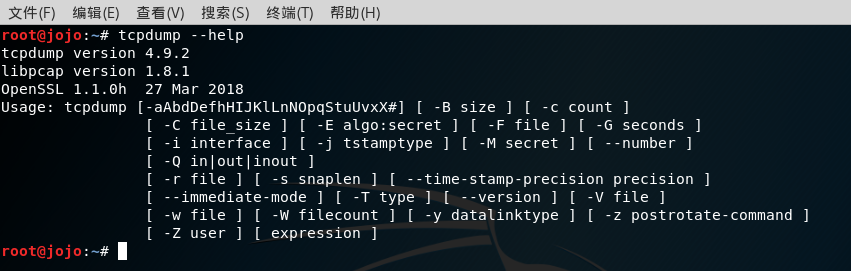 文件(F) 编辑(E) 查看(V) 搜索(S) 终端(T) 帮助(H)
root@jojo:~# tcpdump --help
tcpdump version 4.9.2
libpcap version 1.8.1
OpenSSL 1.1.0h  27 Mar 2018
Usage: tcpdump [-aAbdDefhHIJKlLnNOpqStuUvxX#] [ -B size ] [ -c count ]
               [ -C file_size ] [ -E algo:secret ] [ -F file ] [ -G seconds ]
               [ -i interface ] [ -j tstamptype ] [ -M secret ] [ --number ]
               [ -Q in|out|inout ]
               [ -r file ] [ -s snaplen ] [ --time-stamp-precision precision ]
               [ --immediate-mode ] [ -T type ] [ --version ] [ -V file ]
               [ -w file ] [ -W filecount ] [ -y datalinktype ] [ -z postrotate-command ]
               [ -Z user ] [ expression ]
root@jojo:~#